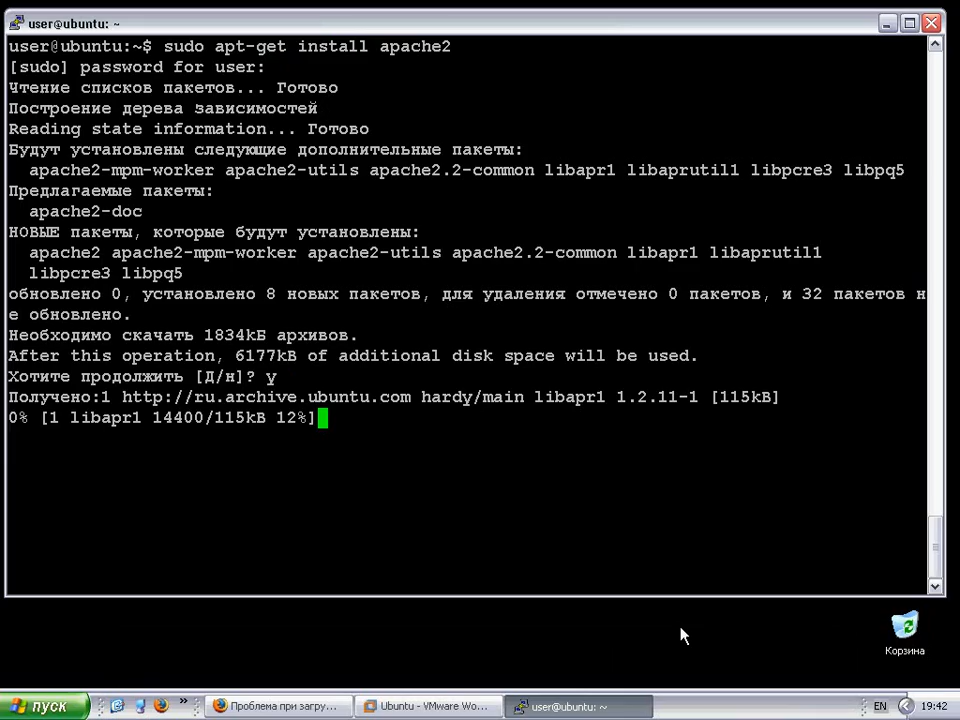 user@ubuntu: ~
user@ubuntu:~$ sudo apt-get install apache2
[sudo] password for user:
Чтение списков пакетов... Готово
Построение дерева зависимостей
Reading state information... Готово
Будут установлены следующие дополнительные пакеты:
apache2-mpm-worker apache2-utils apache2.2-common libapr1 libaprutil1 libpcre3 libpq5
Предлагаемые пакеты:
apache2-doc
НОВЫЕ пакеты, которые будут установлены:
apache2 apache2-mpm-worker apache2-utils apache2.2-common libapr1 libaprutil1
libpcre3 libpq5
обновлено 0, установлено 8 новых пакетов, для удаления отмечено 0 пакетов, и 32 пакетов н
е обновлено.
Необходимо скачать 1834kБ архивов.
After this operation, 6177kB of additional disk space will be used.
Хотите продолжить [Д/н]? y
Получено:1 http://ru.archive.ubuntu.com hardy/main libapr1 1.2.11-1 [115kB]
0% [1 libapr1 14400/115kB 12%]
Корзина
пуск
Проблема при загру...
Ubuntu - VMware Wo...
user@ubuntu: ~
EN
19:42